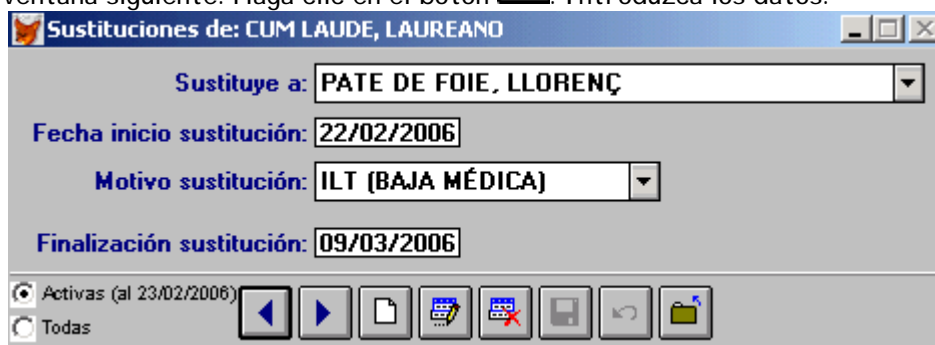 ventana siguiente. Haga clic en el botón . Introduzca los datos.
Sustituciones de: CUM LAUDE, LAUREANO
Sustituye a: PATE DE FOIE, LLORENÇ
Fecha inicio sustitución: 22/02/2006
Motivo sustitución: ILT (BAJA MÉDICA)
Finalización sustitución: 09/03/2006
Activas (al 23/02/2006)
Todas